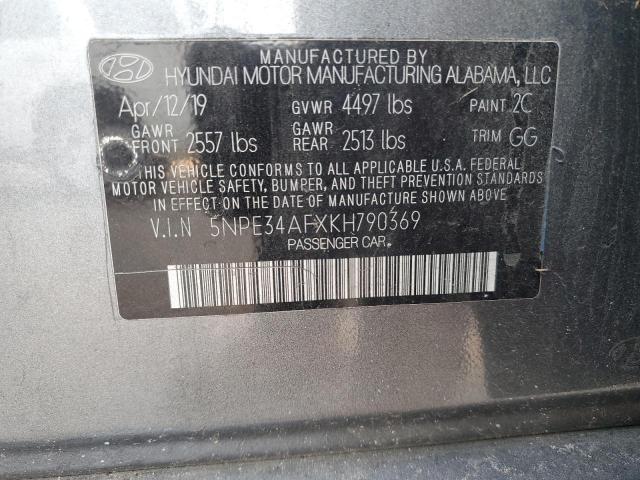 MANUFACTURED BY
HYUNDAI MOTOR MANUFACTURING ALABAMA, LLC
Apr/12/19 GVWR 4497 lbs PAINT 2C
GAWR FRONT 2557 lbs GAWR REAR 2513 lbs TRIM GG
THIS VEHICLE CONFORMS TO ALL APPLICABLE U.S.A. FEDERAL
MOTOR VEHICLE SAFETY, BUMPER, AND THEFT PREVENTION STANDARDS
IN EFFECT ON THE DATE OF MANUFACTURE SHOWN ABOVE.
V.I.N 5NPE34AFXKH790369
PASSENGER CAR